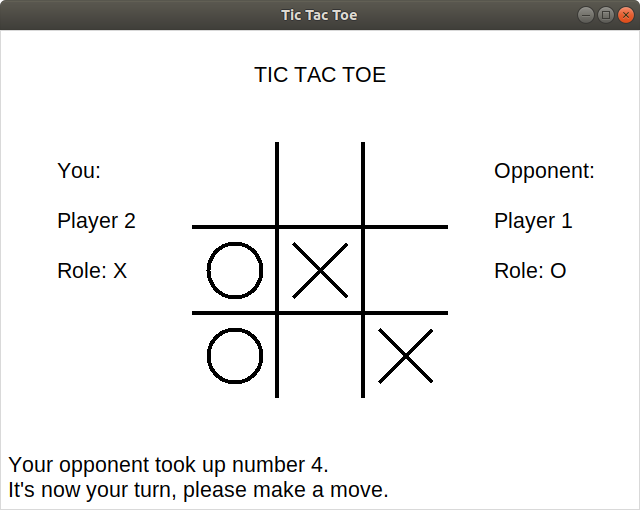 Tic Tac Toe
TIC TAC TOE
You:
Player 2
Role: X
Opponent:
Player 1
Role: O
Your opponent took up number 4.
It's now your turn, please make a move.